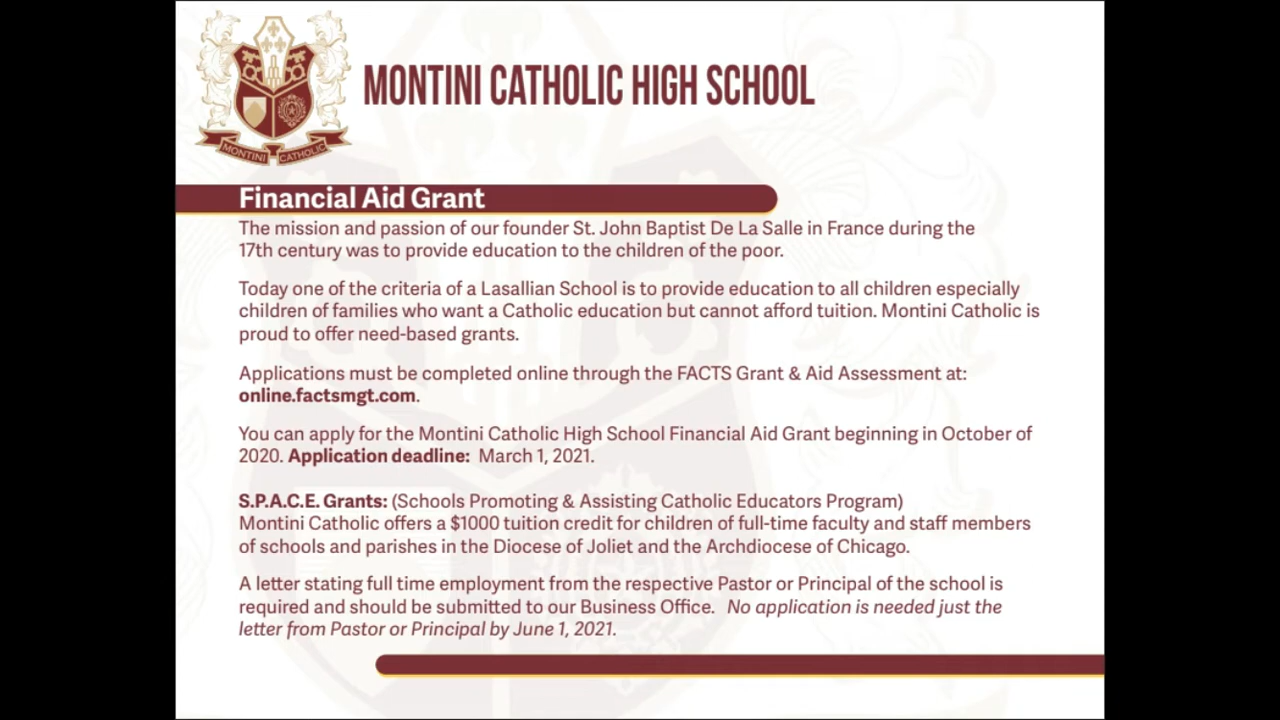 MONTINI CATHOLIC
MONTINI CATHOLIC HIGH SCHOOL
Financial Aid Grant
The mission and passion of our founder St. John Baptist De La Salle in France during the
17th century was to provide education to the children of the poor.
Today one of the criteria of a Lasallian School is to provide education to all children especially
children of families who want a Catholic education but cannot afford tuition. Montini Catholic is
proud to offer need-based grants.
Applications must be completed online through the FACTS Grant & Aid Assessment at:
online.factsmgt.com.
You can apply for the Montini Catholic High School Financial Aid Grant beginning in October of
2020. Application deadline: March 1, 2021.
S.P.A.C.E. Grants: (Schools Promoting & Assisting Catholic Educators Program)
Montini Catholic offers a $1000 tuition credit for children of full-time faculty and staff members
of schools and parishes in the Diocese of Joliet and the Archdiocese of Chicago.
A letter stating full time employment from the respective Pastor or Principal of the school is
required and should be submitted to our Business Office. No application is needed just the
letter from Pastor or Principal by June 1, 2021.